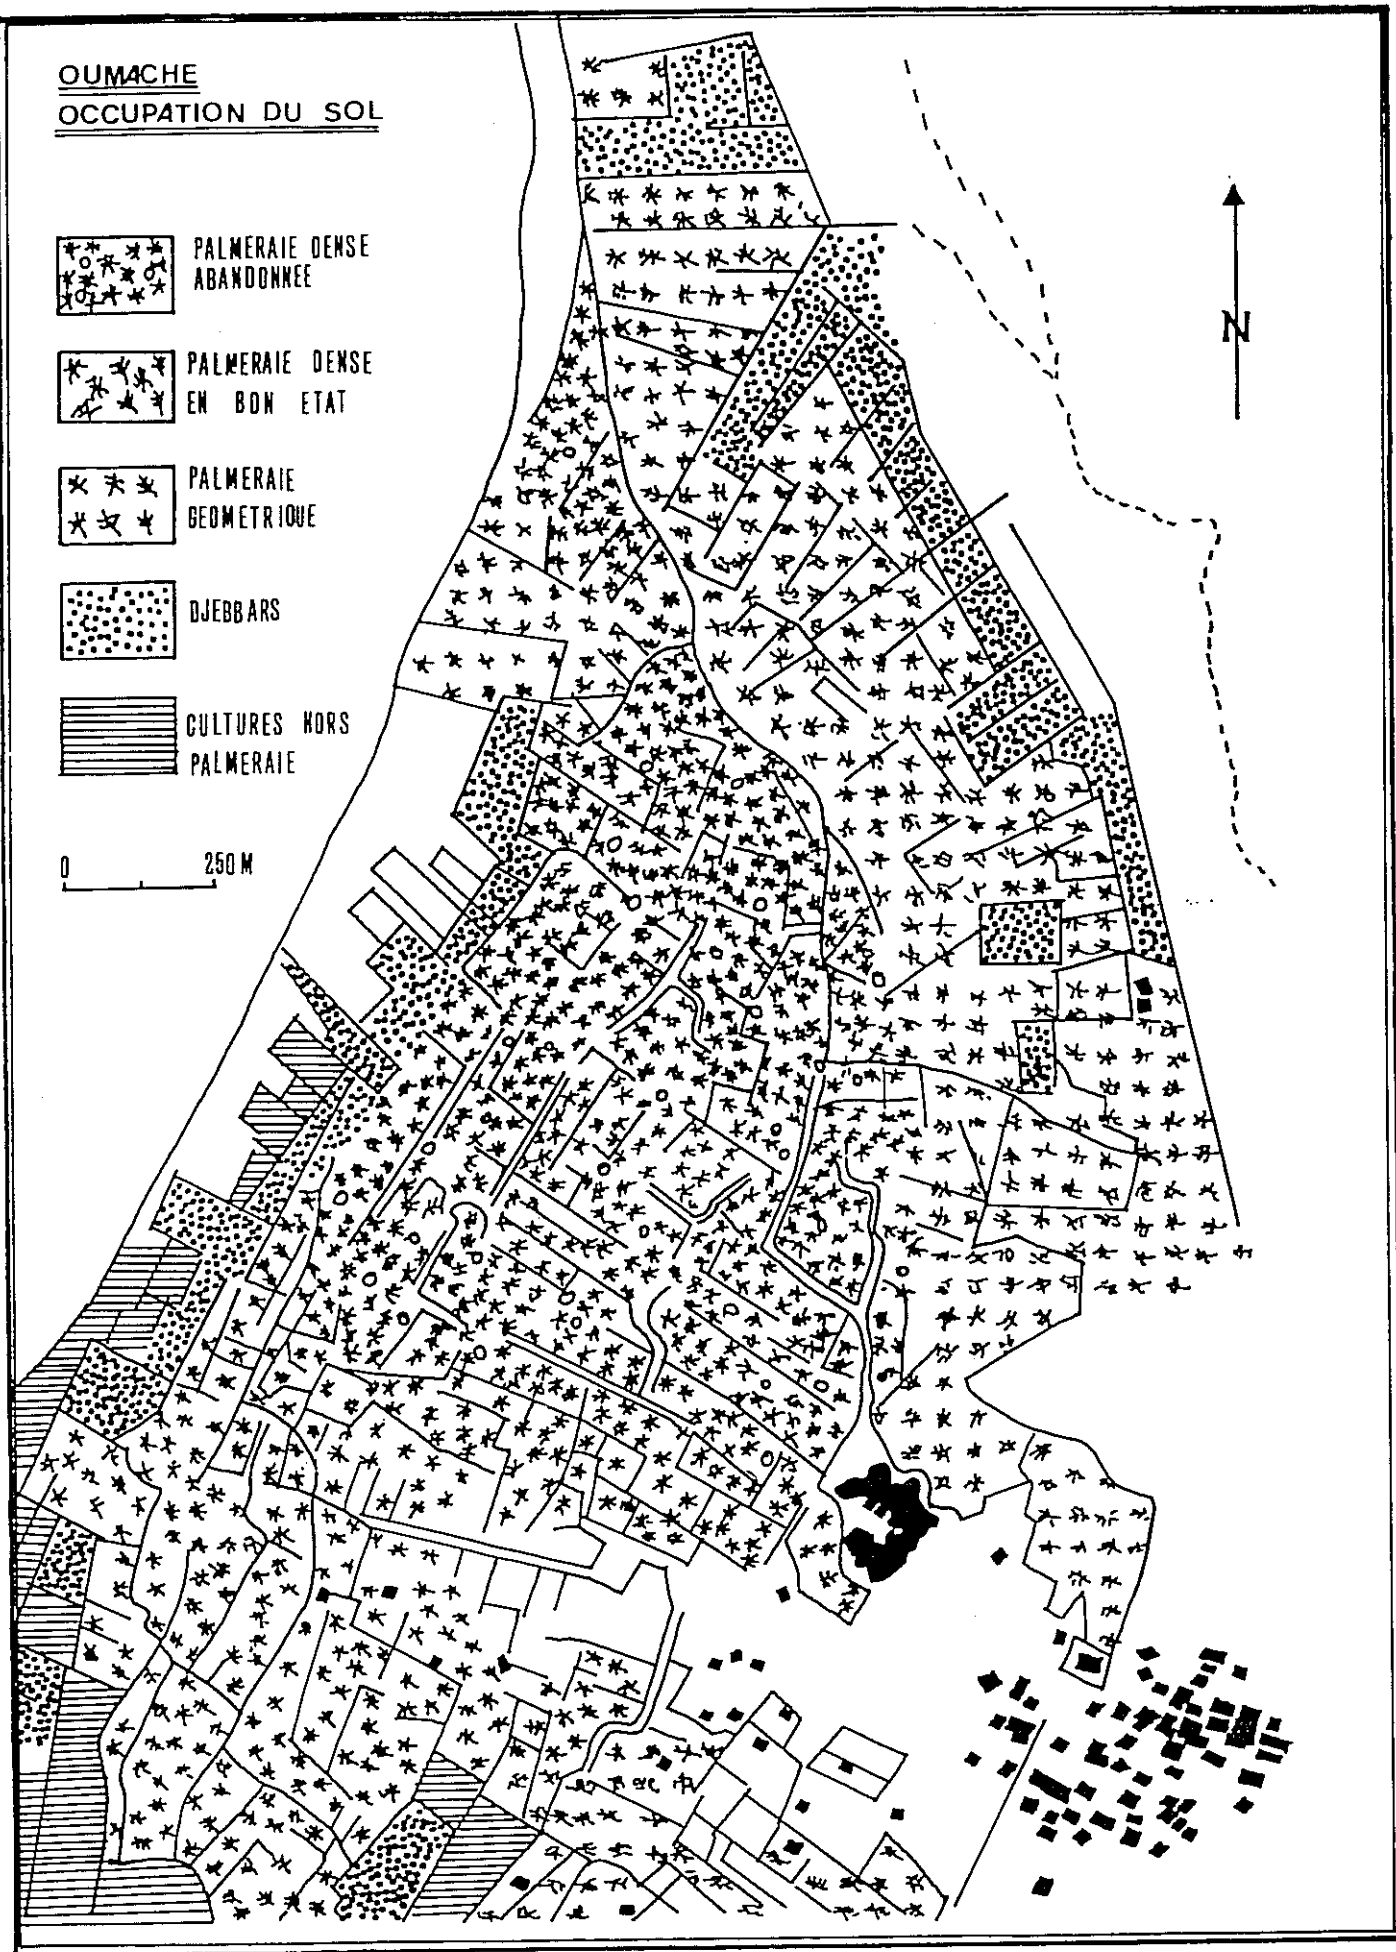 OUMACHE
OCCUPATION DU SOL
PALMERAIE DENSE
ABANDONNEE
N
PALMERAIE DENSE
EN BON ETAT
PALMERAIE
GEOMETRIQUE
DJEBBARS
CULTURES HORS
PALMERAIE
0 250 M